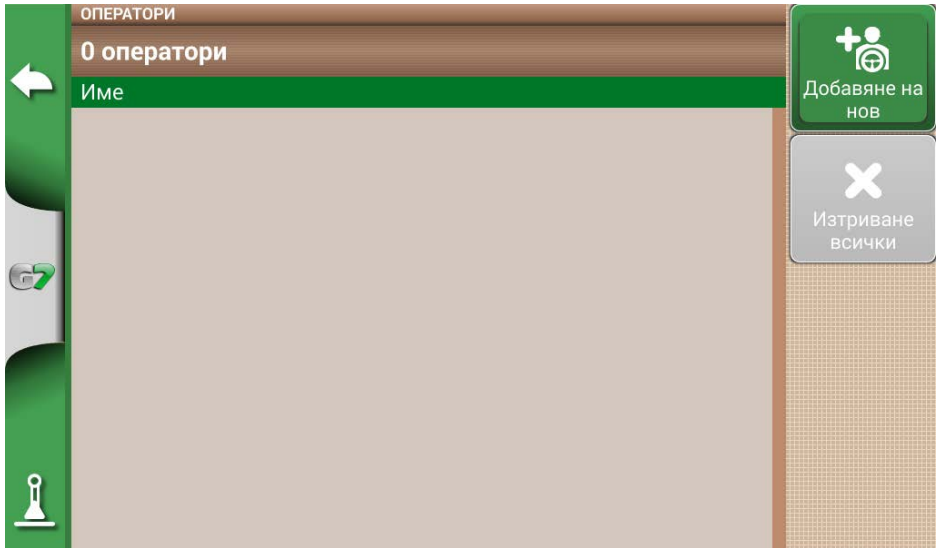 ОПЕРАТОРИ
0 оператори
Име
Добавяне на
нов
Изтриване
всички
G7